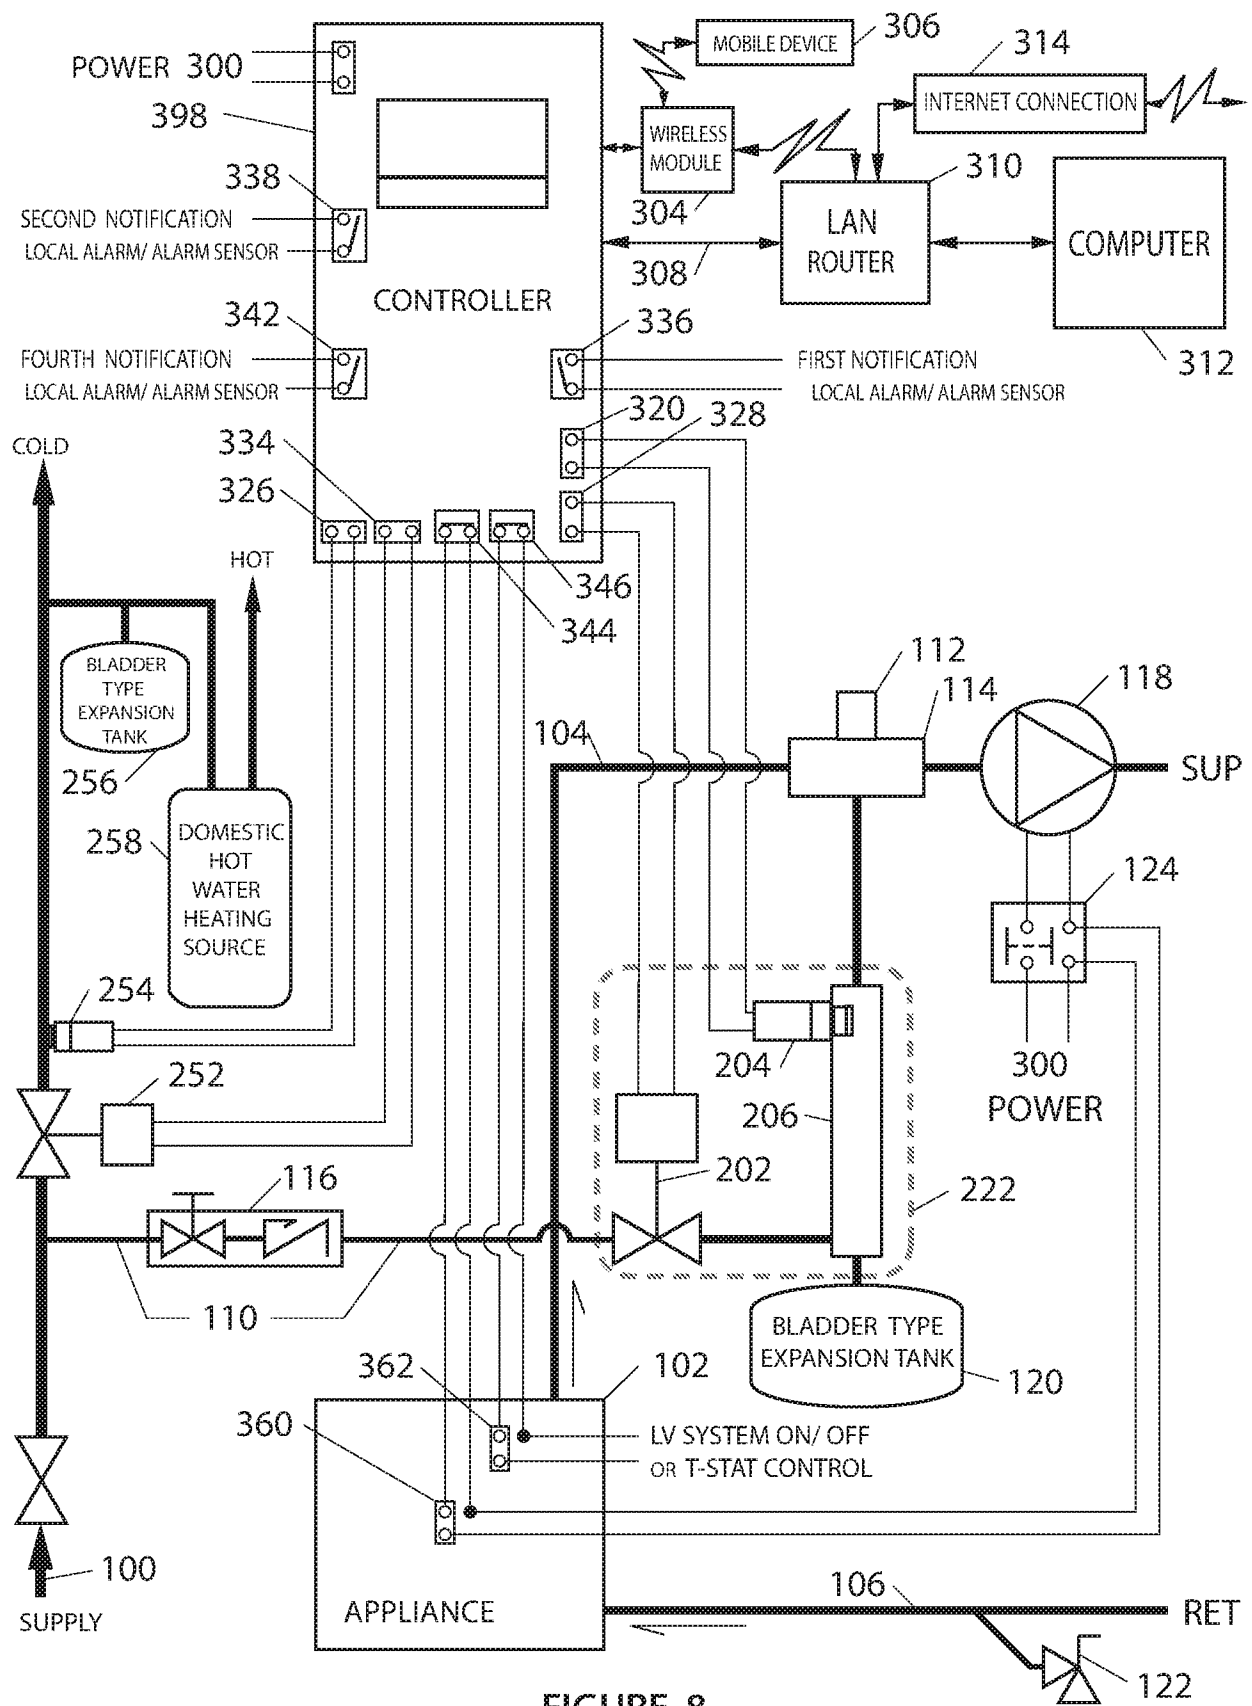 306
MOBILE DEVICE
314
POWER 300
INTERNET CONNECTION
398
WIRELESS
MODULE
310
338
304
LAN
ROUTER
COMPUTER
SECOND NOTIFICATION
LOCAL ALARM/ ALARM SENSOR
308
CONTROLLER
342
336
312
FOURTH NOTIFICATION
LOCAL ALARM/ ALARM SENSOR
FIRST NOTIFICATION
LOCAL ALARM/ ALARM SENSOR
320
328
COLD
334
326
HOT
346
344
112
114
118
BLADDER
TYPE
EXPANSION
TANK
104
SUP
256
258
DOMESTIC
HOT
WATER
HEATING
SOURCE
124
254
204
300
POWER
252
206
116
202
222
110
BLADDER TYPE
EXPANSION TANK
362
102
120
360
LV SYSTEM ON/ OFF
OR T-STAT CONTROL
100
SUPPLY
106
APPLIANCE
RET
122
FIGURE 8